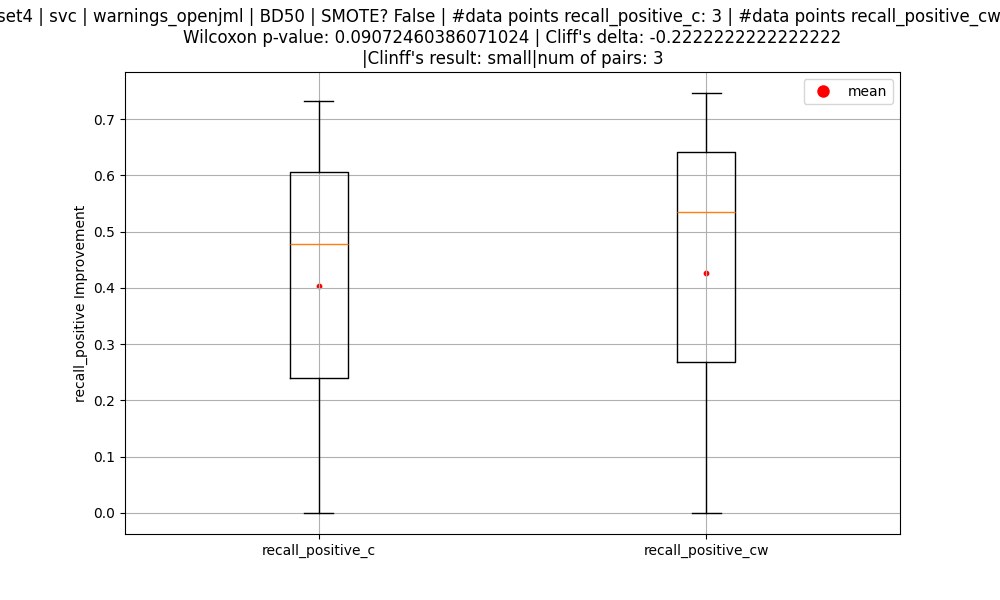 set4 | svc | warnings_openjml | BD50 | SMOTE? False | #data points recall_positive_c: 3 | #data points recall_positive_cw
Wilcoxon p-value: 0.09072460386071024 | Cliff's delta: -0.2222222222222222
|Clinff's result: small|num of pairs: 3
mean
0.7
0.6
0.5
0.4
0.3
0.2
0.1
0.0
recall_positive Improvement
recall_positive_c
recall_positive_cw